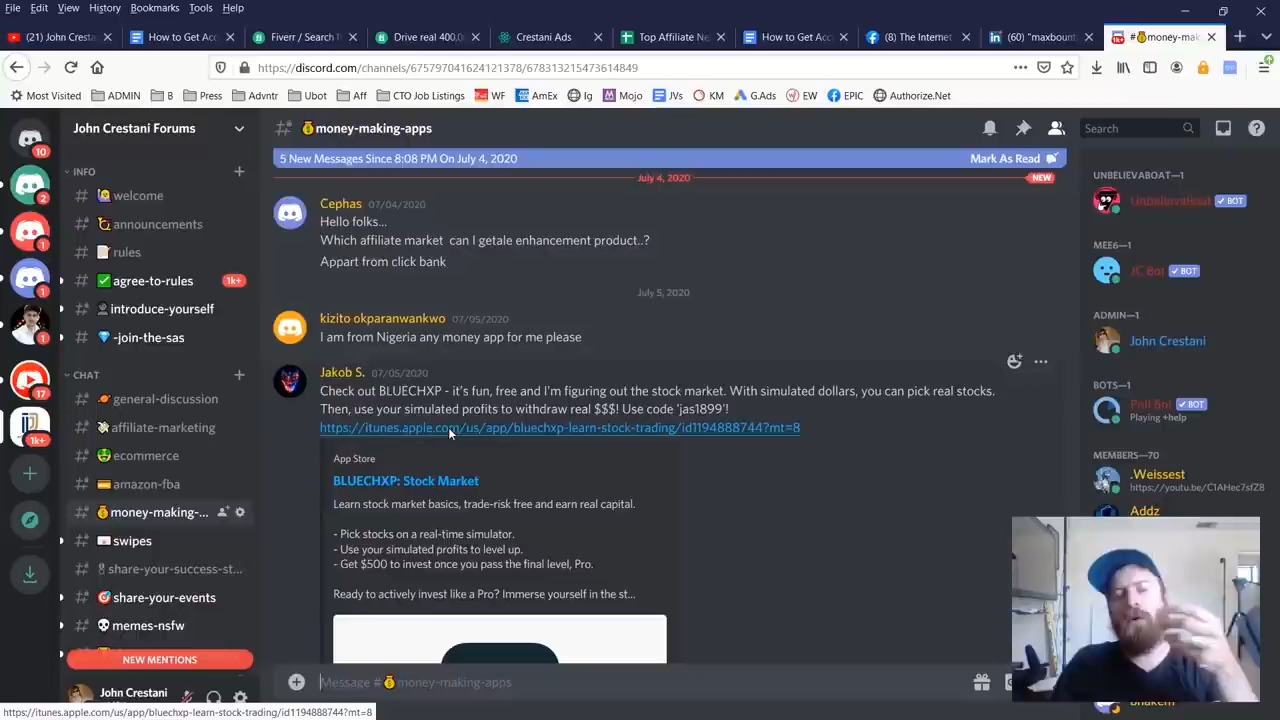 File Edit View History Bookmarks Tools Help
(21) John Cresta
How to Get Acc
Fiverr / Search
Drive real 400,0
Crestani Ads
Top Affiliate Ne
How to Get Acc
(8) The Internet
(60) "maxbount
#💰money-mak
https://discord.com/channels/675797041624121378/678313215473614849
Most Visited ADMIN B Press Advntr Ubot Aff CTO Job Listings WF AmEx Ig Mojo JVs KM G.Ads EW EPIC Authorize.Net
John Crestani Forums
💰money-making-apps
Search
10
2
1
1
1
17
1k+
INFO
welcome
announcements
rules
agree-to-rules 1k+
introduce-yourself
-join-the-sas
CHAT
general-discussion
affiliate-marketing
ecommerce
amazon-fba
money-making-...
swipes
share-your-success-st...
share-your-events
memes-nsfw
NEW MENTIONS
John Crestani
5 New Messages Since 8:08 PM On July 4, 2020 Mark As Read
July 4, 2020 NEW
Cephas 07/04/2020
Hello folks...
Which affiliate market can I getale enhancement product..?
Appart from click bank
July 5, 2020
kizito okparanwankwo 07/05/2020
I am from Nigeria any money app for me please
Jakob S. 07/05/2020
Check out BLUECHXP - it's fun, free and I'm figuring out the stock market. With simulated dollars, you can pick real stocks.
Then, use your simulated profits to withdraw real $$$! Use code 'jas1899'!
https://itunes.apple.com/us/app/bluechxp-learn-stock-trading/id1194888744?mt=8
App Store
BLUECHXP: Stock Market
Learn stock market basics, trade-risk free and earn real capital.
- Pick stocks on a real-time simulator.
- Use your simulated profits to level up.
- Get $500 to invest once you pass the final level, Pro.
Ready to actively invest like a Pro? Immerse yourself in the st...
Message #💰money-making-apps
UNBELIEVABOAT—1
UnbelievaBoat BOT
MEE6—1
JC Bot BOT
ADMIN—1
John Crestani
BOTS—1
Poll Bot BOT
Playing +help
MEMBERS—70
.Weissest
https://youtu.be/C1AHec7sfZ8
Addz
https://itunes.apple.com/us/app/bluechxp-learn-stock-trading/id1194888744?mt=8